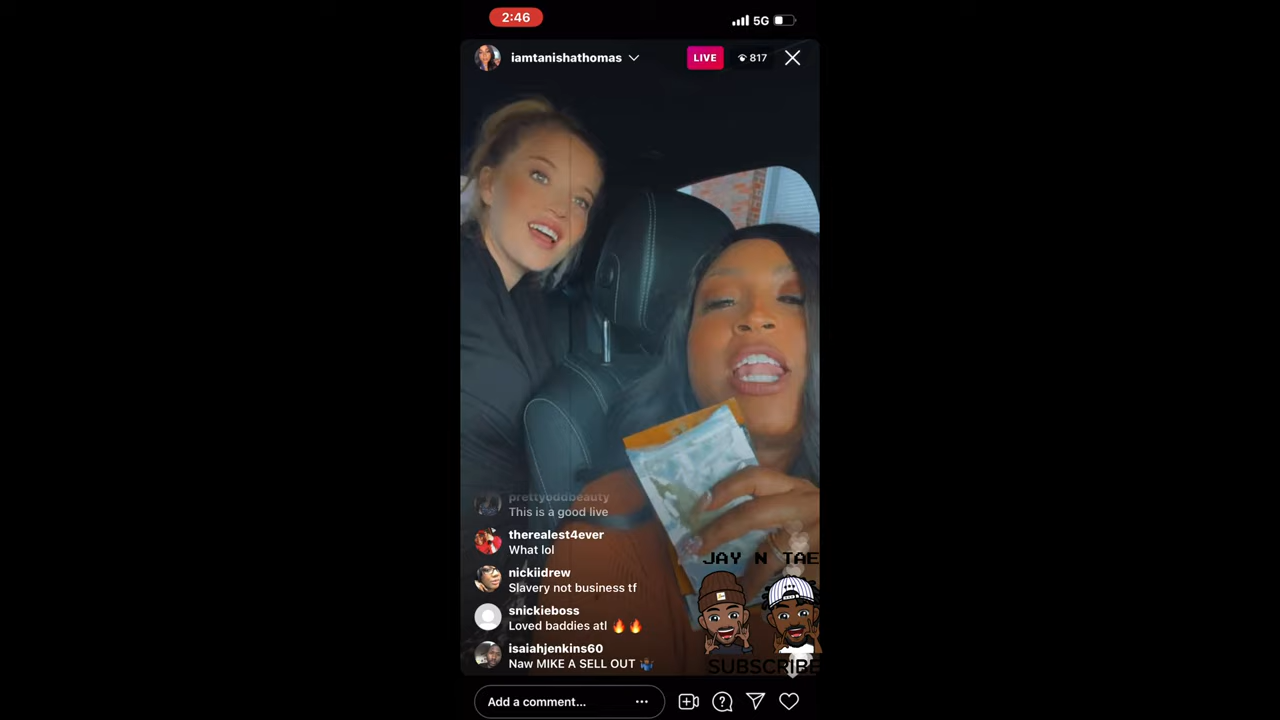 2:46
5G
iamtanishathomas
LIVE
817
prettyoddbeauty
This is a good live
therealest4ever
What lol
nickiidrew
Slavery not business tf
snickieboss
Loved baddies atl 🔥🔥
isaiahjenkins60
Naw MIKE A SELL OUT 🤷🏿‍♂️
JAY N TAE
SUBSCRIBE
Add a comment...